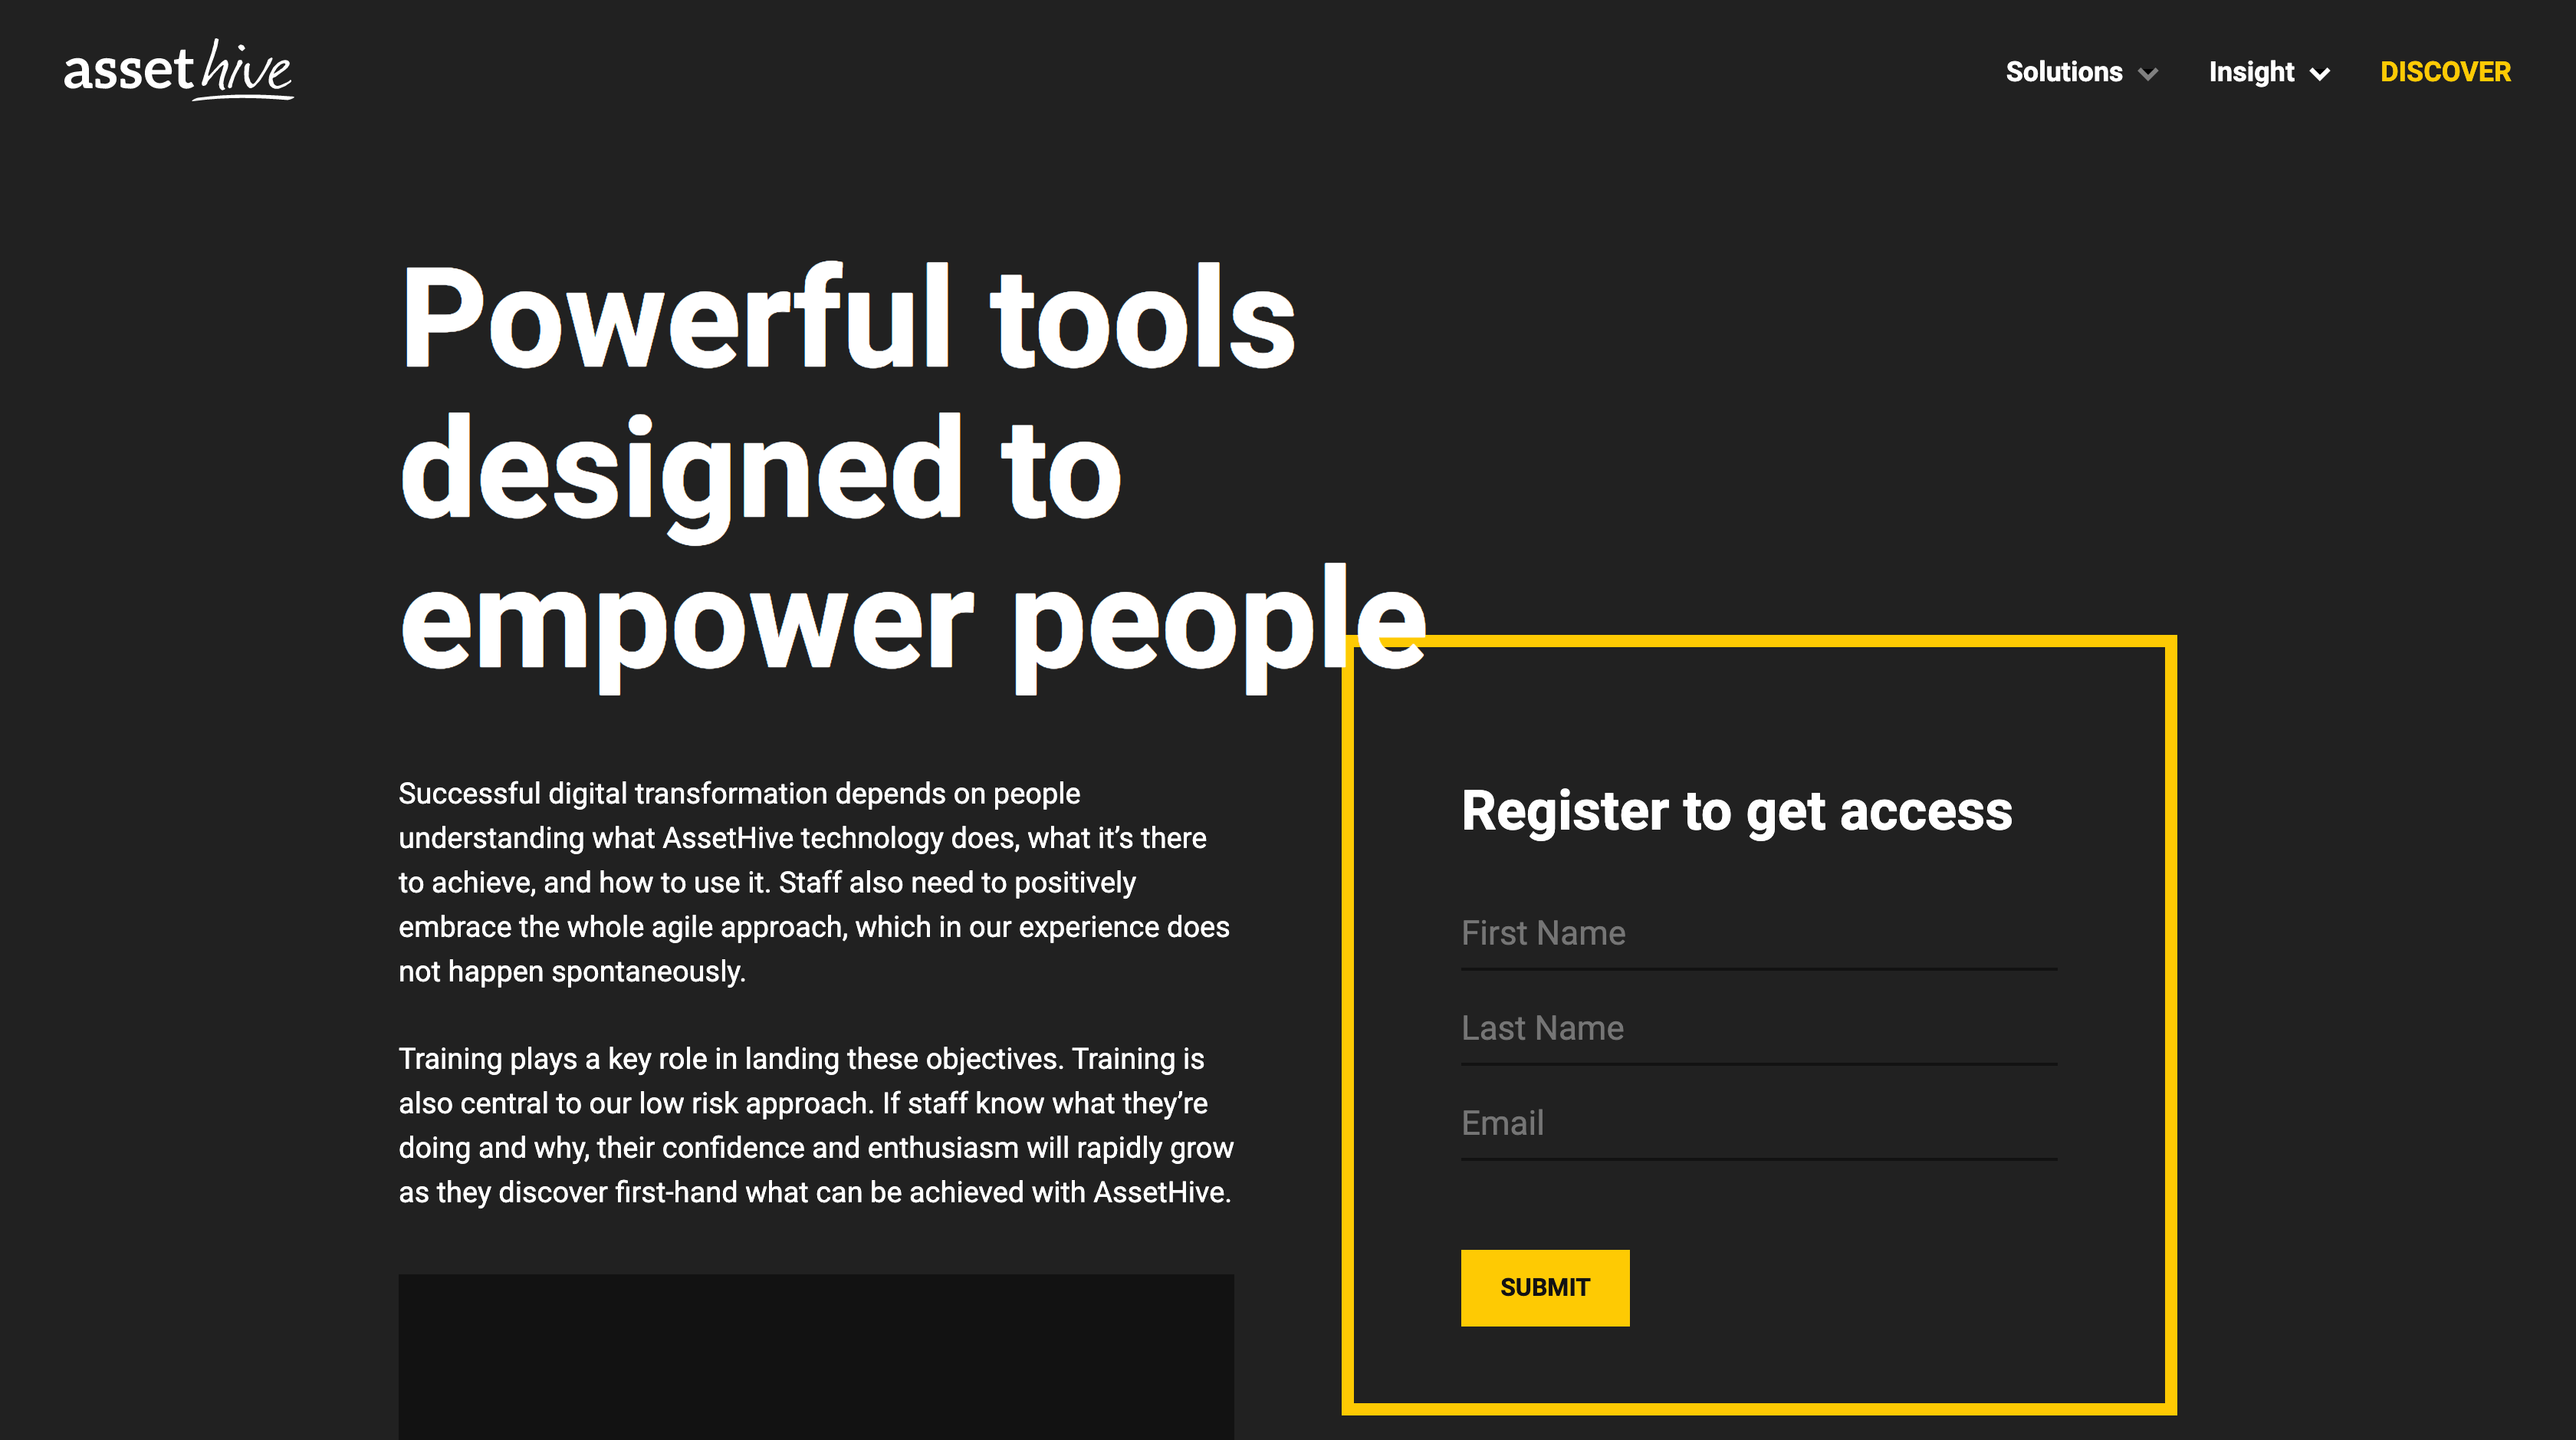 assethive
Solutions
Insight
DISCOVER
Powerful tools
designed to
empower people
Successful digital transformation depends on people
understanding what AssetHive technology does, what it’s there
to achieve, and how to use it. Staff also need to positively
embrace the whole agile approach, which in our experience does
not happen spontaneously.
Training plays a key role in landing these objectives. Training is
also central to our low risk approach. If staff know what they’re
doing and why, their confidence and enthusiasm will rapidly grow
as they discover first-hand what can be achieved with AssetHive.
Register to get access
First Name
Last Name
Email
SUBMIT